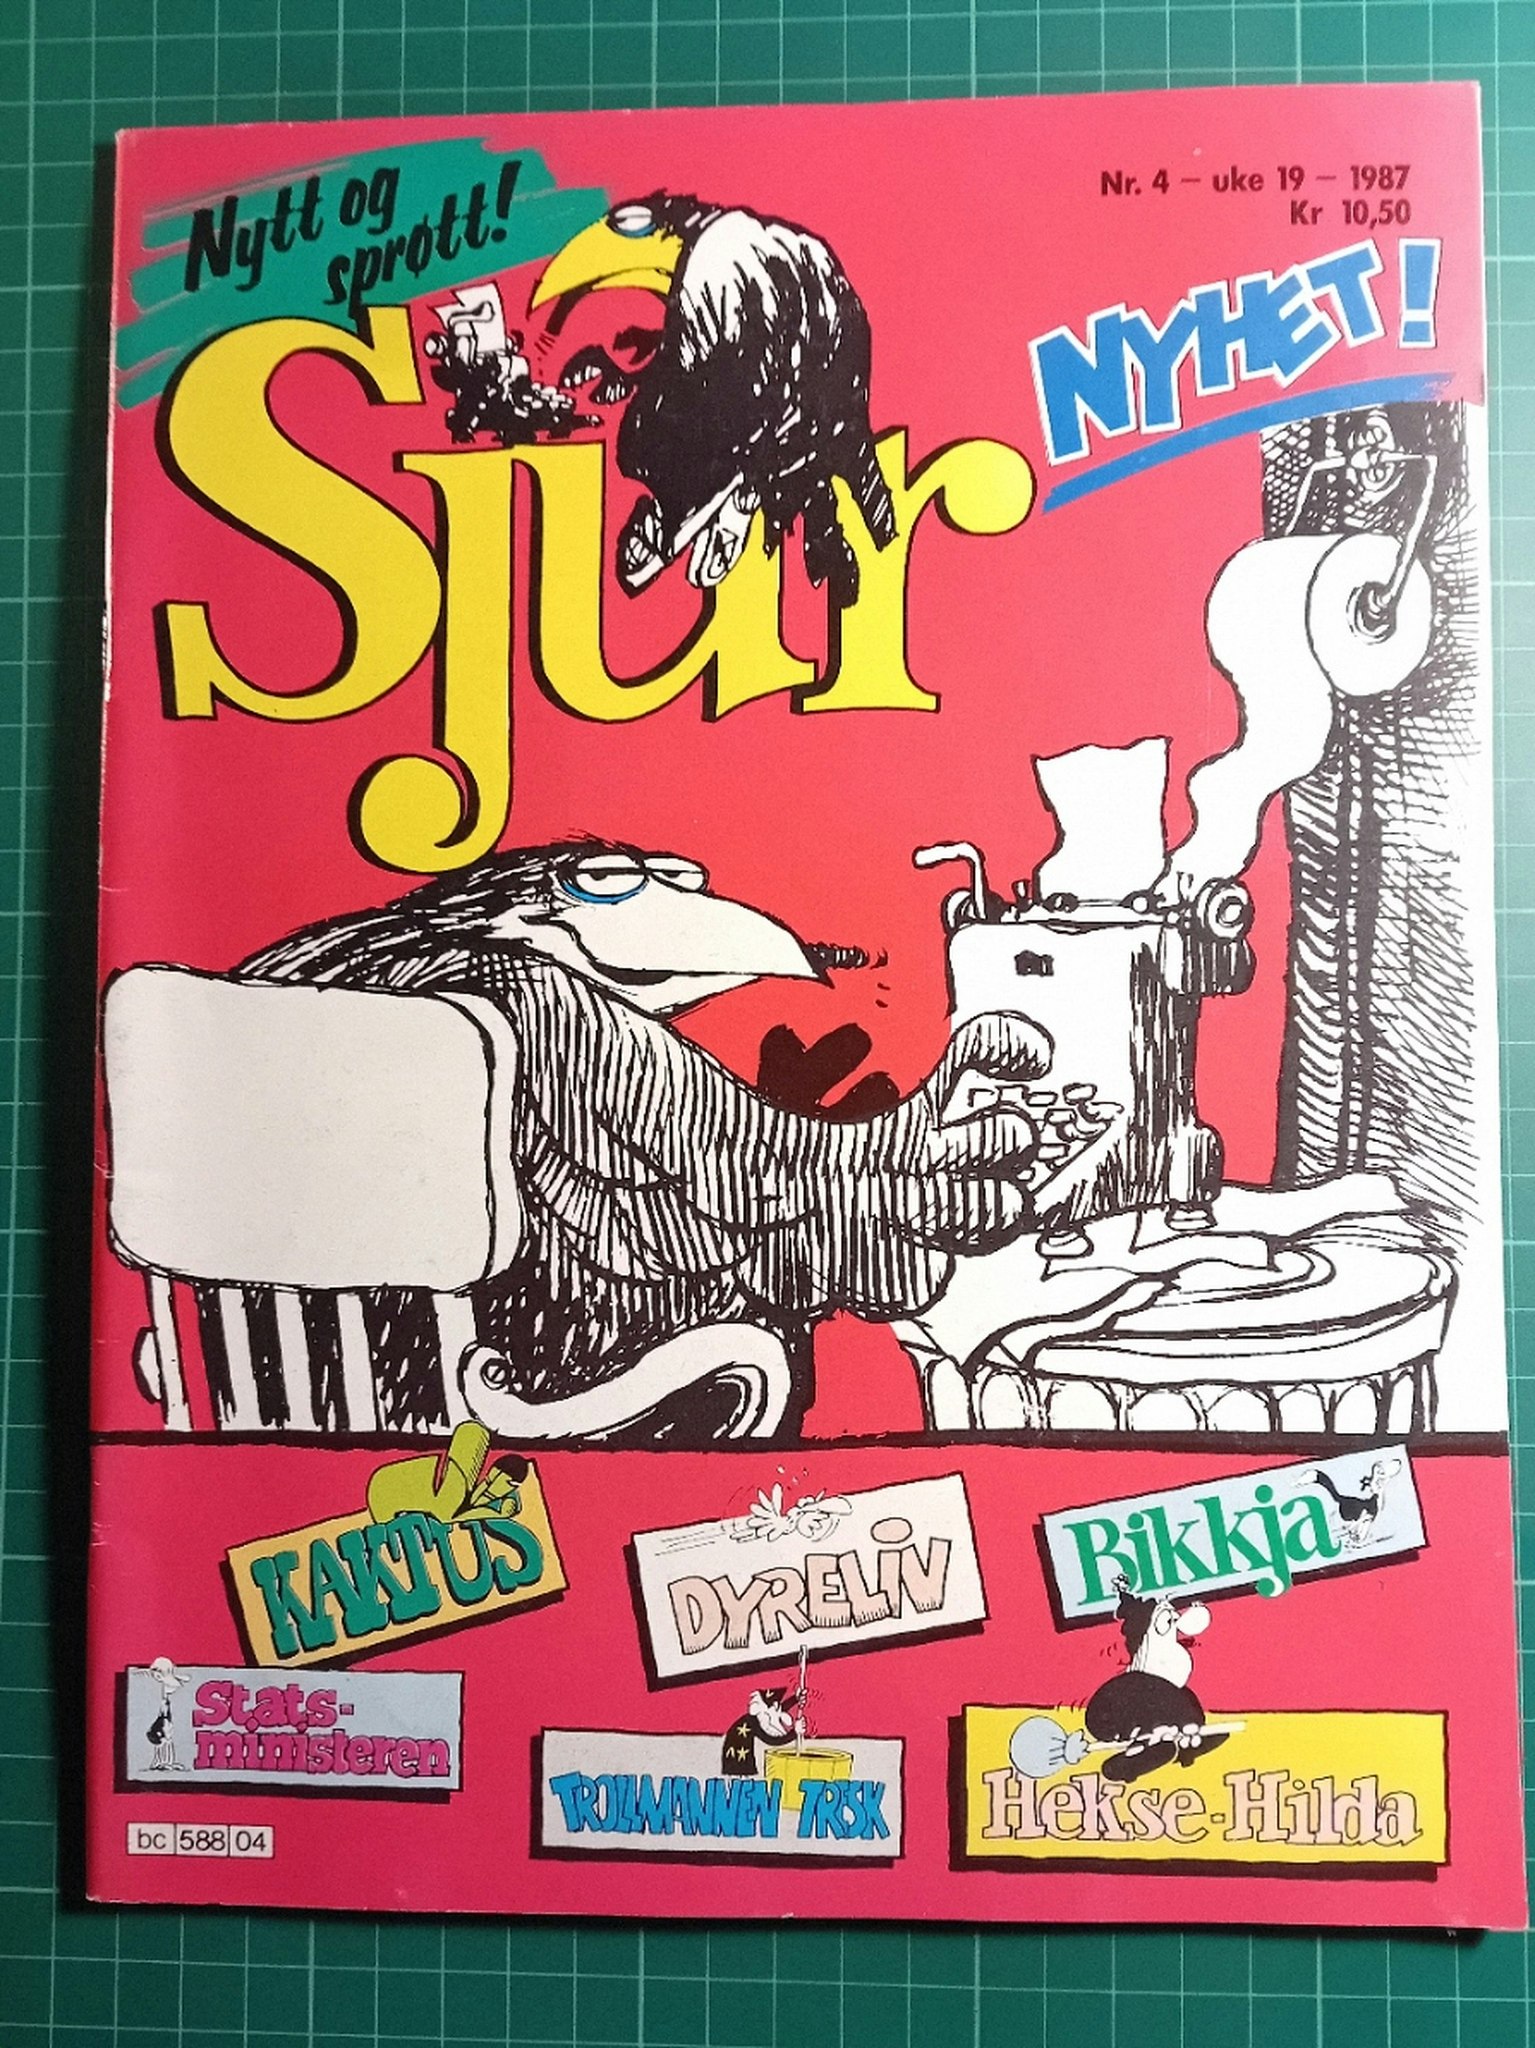 Nytt og
sprøtt!
Nr. 4 – uke 19 – 1987
Kr 10,50
NYHET!
Sjur
KAKTUS
DYRELIV
Bikkja
Stats-
ministeren
TROLLMANNEN TRISK
Hekse-Hilda
bc 588 04